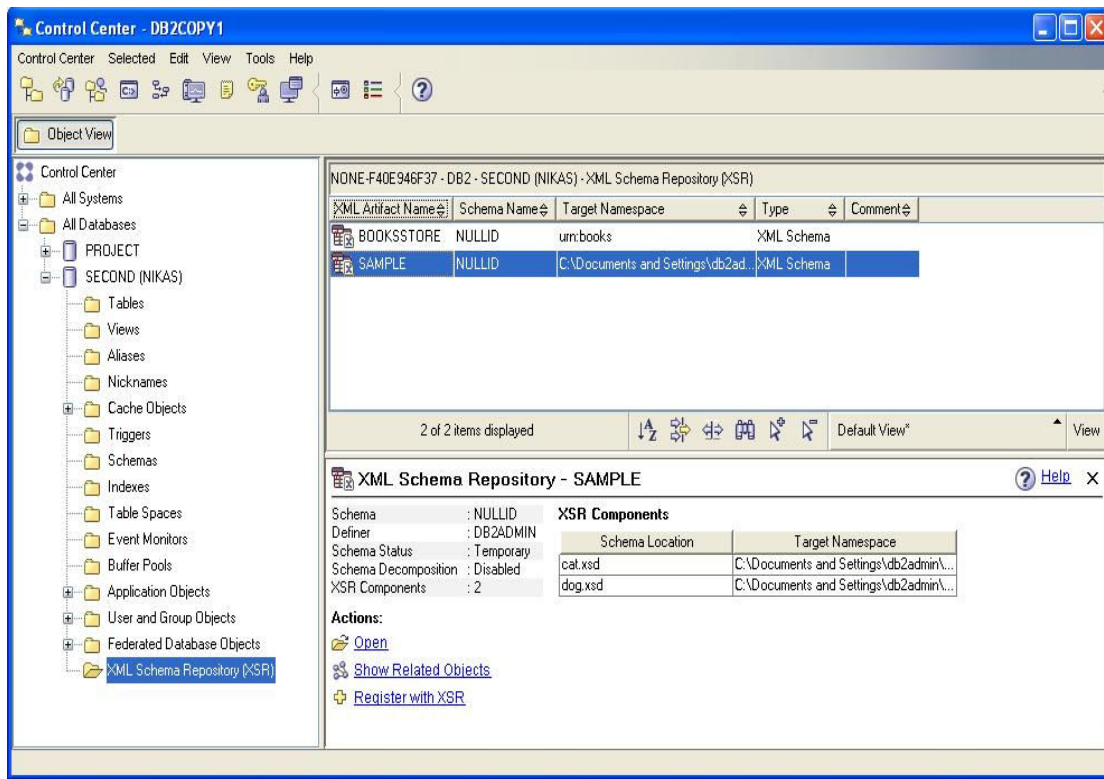 Control Center - DB2COPY1
Control Center Selected Edit View Tools Help
Object View
Control Center
All Systems
All Databases
PROJECT
SECOND (NIKAS)
Tables
Views
Aliases
Nicknames
Cache Objects
Triggers
Schemas
Indexes
Table Spaces
Event Monitors
Buffer Pools
Application Objects
User and Group Objects
Federated Database Objects
XML Schema Repository (XSR)
NONE-F40E946F37 - DB2 - SECOND (NIKAS) - XML Schema Repository (XSR)
XML Artifact Name Schema Name Target Namespace Type Comment
BOOKSSTORE NULLID urn:books XML Schema
SAMPLE NULLID C:\Documents and Settings\db2ad... XML Schema
2 of 2 items displayed Default View* View
XML Schema Repository - SAMPLE Help X
Schema : NULLID
Definer : DB2ADMIN
Schema Status : Temporary
Schema Decomposition : Disabled
XSR Components : 2
XSR Components
Schema Location Target Namespace
cat.xsd C:\Documents and Settings\db2admin\...
dog.xsd C:\Documents and Settings\db2admin\...
Actions:
Open
Show Related Objects
Register with XSR